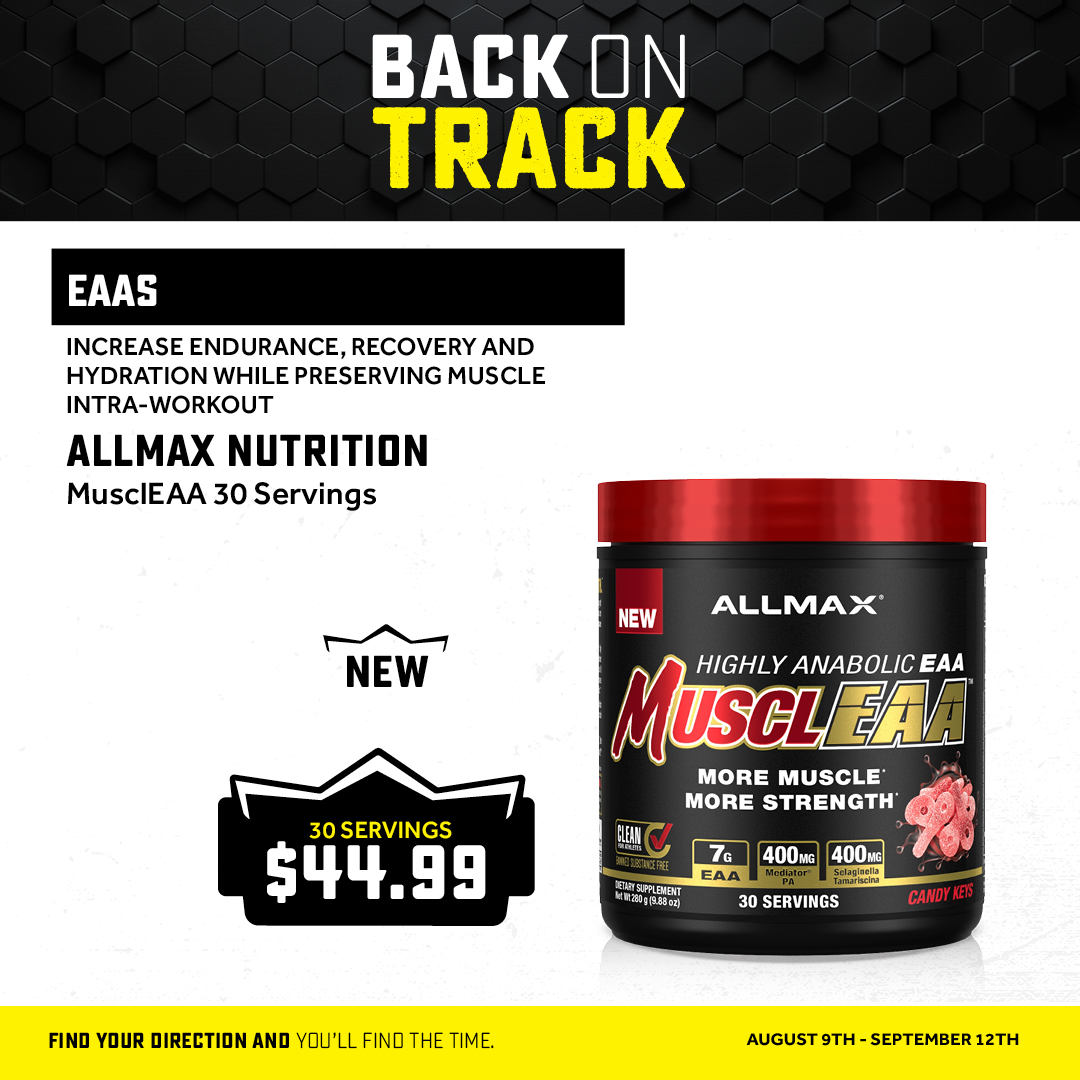 BACK ON
TRACK
EAAS
INCREASE ENDURANCE, RECOVERY AND
HYDRATION WHILE PRESERVING MUSCLE
INTRA-WORKOUT
ALLMAX NUTRITION
MusclEAA 30 Servings
NEW
30 SERVINGS
$44.99
NEW
ALLMAX®
HIGHLY ANABOLIC EAA
MUSCLEAA™
MORE MUSCLE*
MORE STRENGTH*
CLEAN
FOR ATHLETES
BANNED SUBSTANCE FREE
7G
EAA
400MG
Mediator®
PA
400MG
Selaginella
Tamariscina
DIETARY SUPPLEMENT
Net Wt 280 g (9.88 oz)
30 SERVINGS
CANDY KEYS
FIND YOUR DIRECTION AND YOU'LL FIND THE TIME.
AUGUST 9TH - SEPTEMBER 12TH